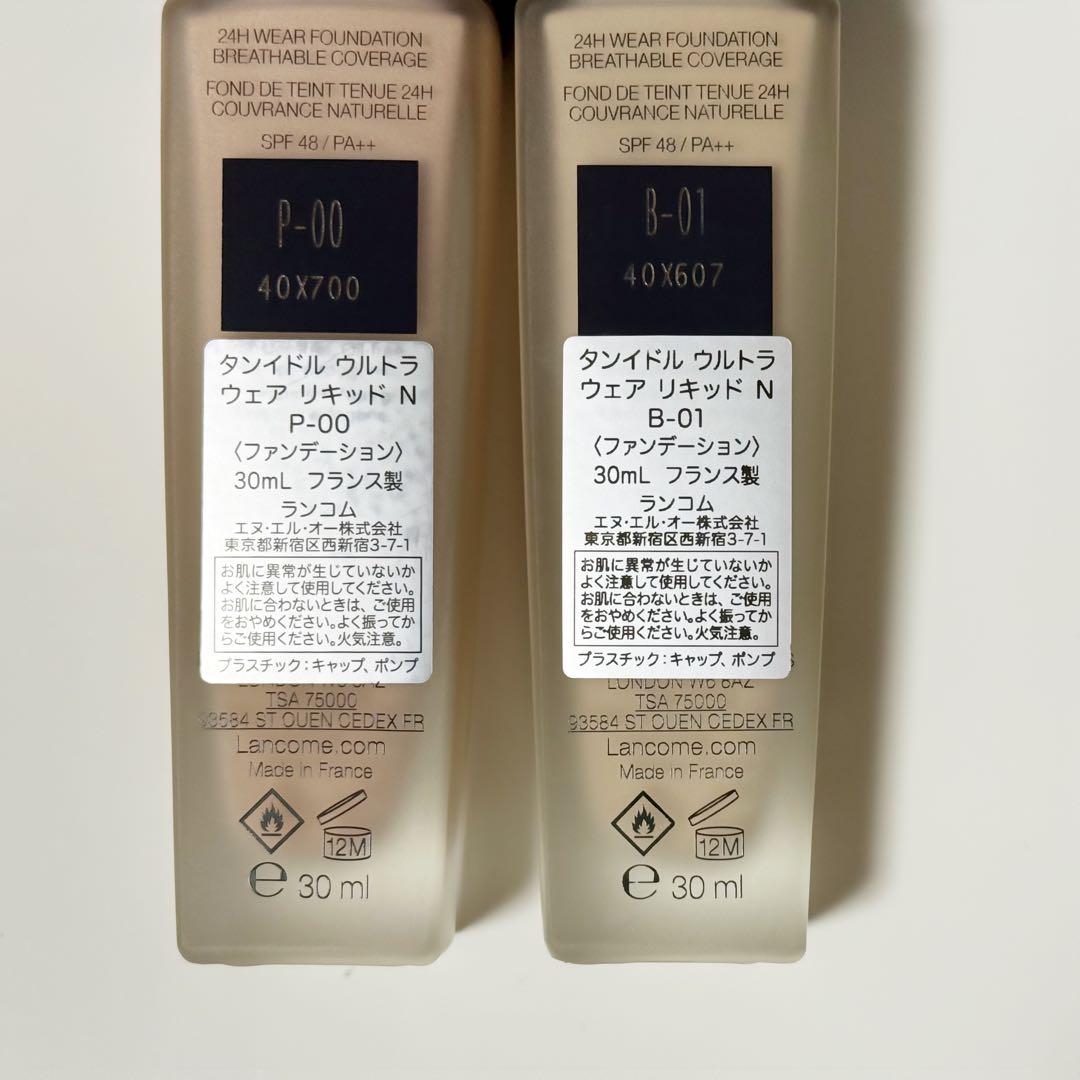 24H WEAR FOUNDATION
BREATHABLE COVERAGE
FOND DE TEINT TENUE 24H
COUVRANCE NATURELLE
SPF 48 / PA++
P-00
40X700
タンイドル ウルトラ
ウェア リキッド N
P-00
〈ファンデーション〉
30mL フランス製
ランコム
エヌ・エル・オー株式会社
東京都新宿区西新宿3-7-1
お肌に異常が生じていないか
よく注意して使用してください。
お肌に合わないときは、ご使用
をおやめください。よく振ってか
らご使用ください。火気注意。
プラスチック：キャップ、ポンプ
LONDON W6 8AZ
TSA 75000
93584 ST OUEN CEDEX FR
Lancome.com
Made in France
12M
e 30 ml
24H WEAR FOUNDATION
BREATHABLE COVERAGE
FOND DE TEINT TENUE 24H
COUVRANCE NATURELLE
SPF 48 / PA++
B-01
40X607
タンイドル ウルトラ
ウェア リキッド N
B-01
〈ファンデーション〉
30mL フランス製
ランコム
エヌ・エル・オー株式会社
東京都新宿区西新宿3-7-1
お肌に異常が生じていないか
よく注意して使用してください。
お肌に合わないときは、ご使用
をおやめください。よく振ってか
らご使用ください。火気注意。
プラスチック：キャップ、ポンプ
LONDON W6 8AZ
TSA 75000
93584 ST OUEN CEDEX FR
Lancome.com
Made in France
12M
e 30 ml